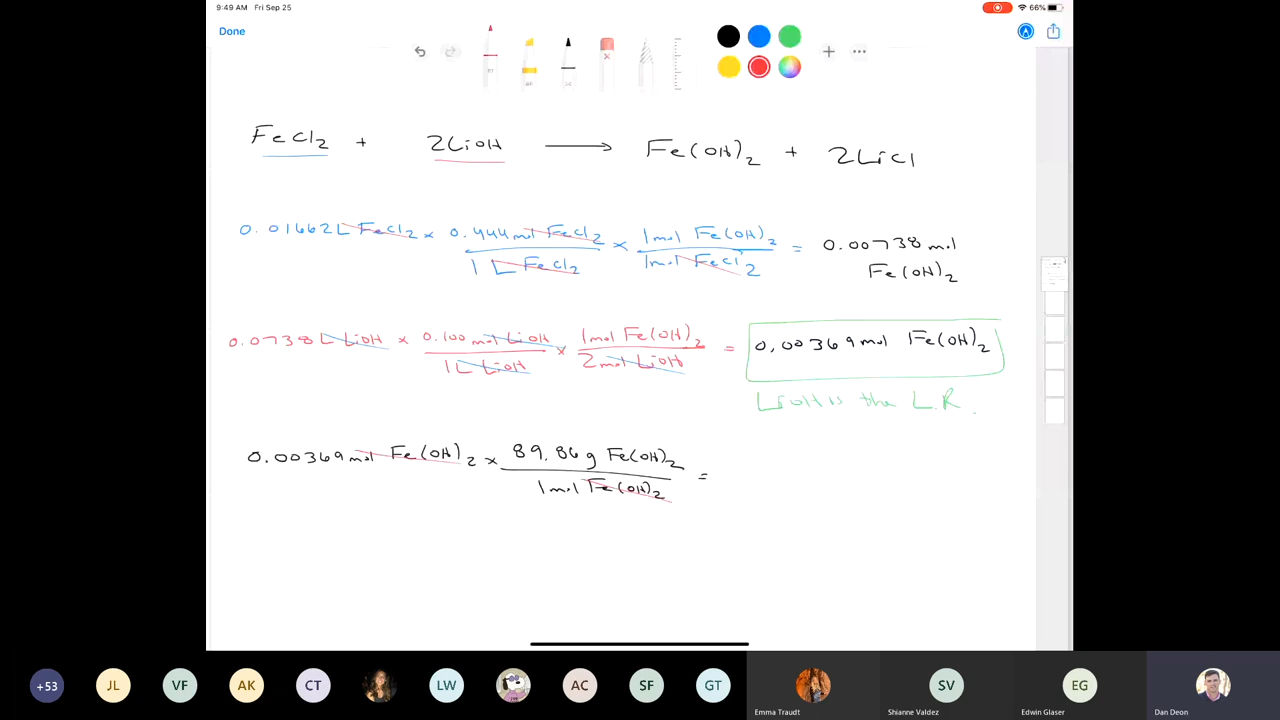 9:49 AM Fri Sep 25
66%
Done
FeCl2 + 2LiOH → Fe(OH)2 + 2LiCl
0.01662 L FeCl2 × 0.444 mol FeCl2 / 1 L FeCl2 × 1 mol Fe(OH)2 / 1 mol FeCl2 = 0.00738 mol Fe(OH)2
0.0738 L LiOH × 0.100 mol LiOH / 1 L LiOH × 1 mol Fe(OH)2 / 2 mol LiOH = 0.00369 mol Fe(OH)2
LiOH is the L.R.
0.00369 mol Fe(OH)2 × 89.86 g Fe(OH)2 / 1 mol Fe(OH)2 =
+53 JL VF AK CT LW AC SF GT SV EG
Emma Traudt Shianne Valdez Edwin Glaser Dan Deon